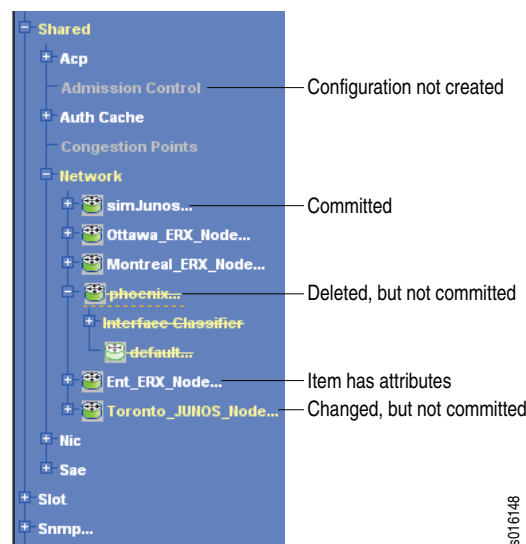 Shared
Acp
Admission Control
Configuration not created
Auth Cache
Congestion Points
Network
simJunos...
Committed
Ottawa_ERX_Node...
Montreal_ERX_Node...
phoenix...
Deleted, but not committed
Interface Classifier
default...
Ent_ERX_Node...
Item has attributes
Toronto_JUNOS_Node...
Changed, but not committed
Nic
Sae
Slot
Snmp...
s016148